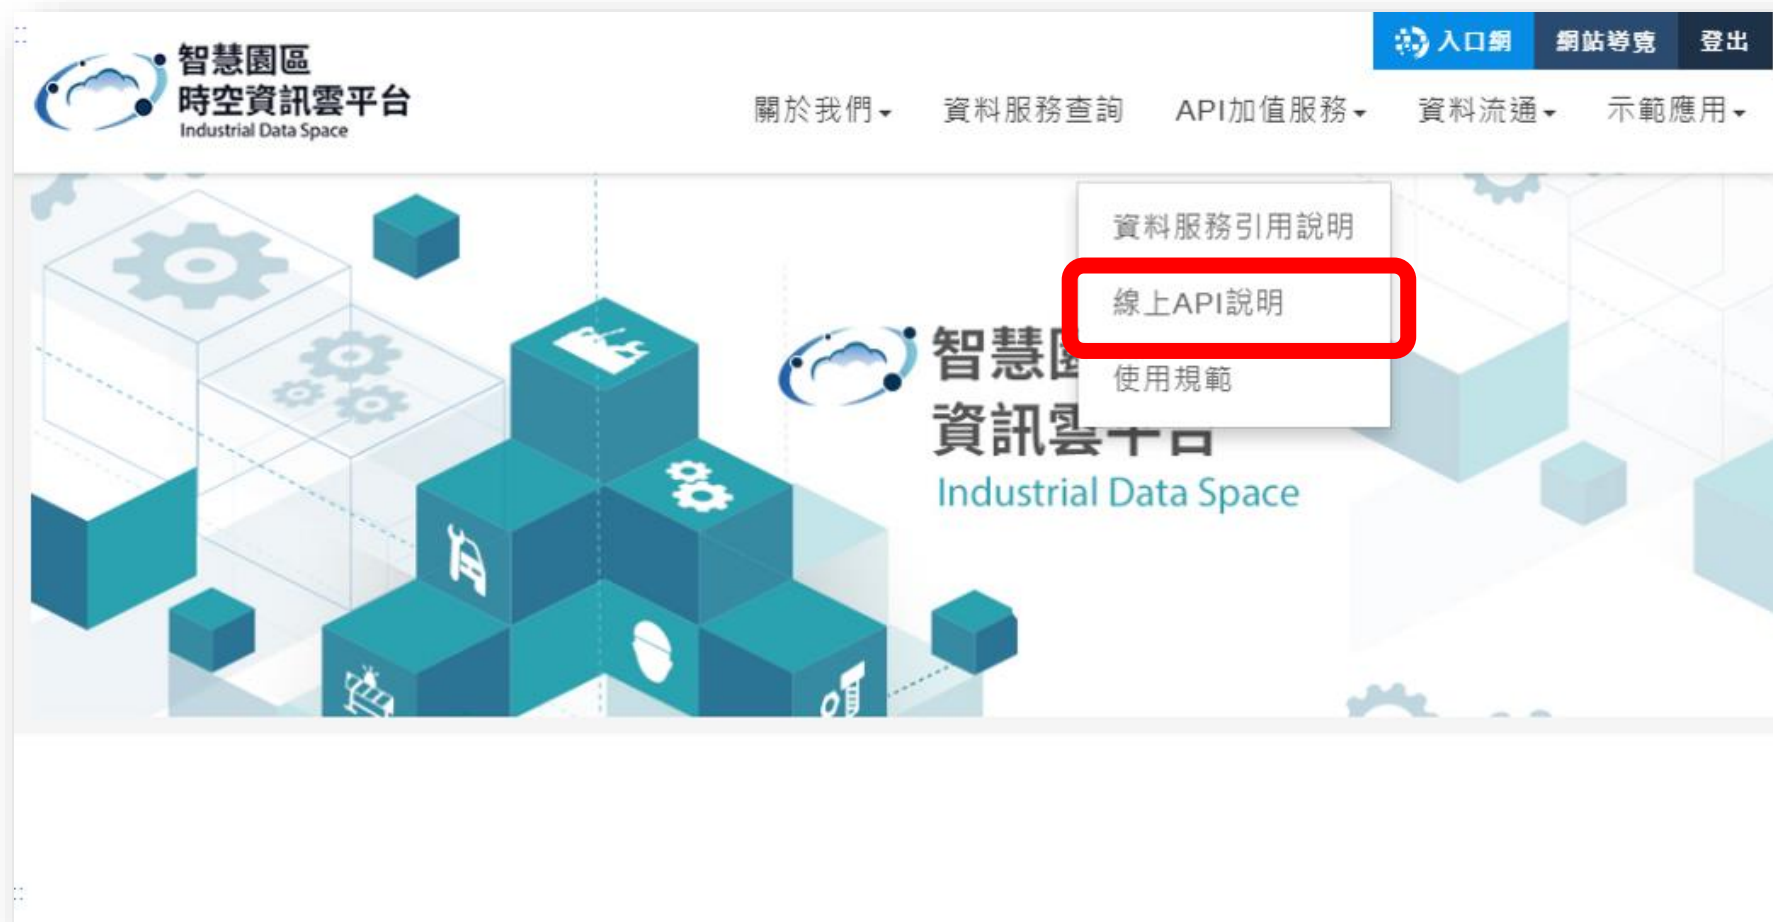 智慧園區
時空資訊雲平台
Industrial Data Space
入口網 網站導覽 登出
關於我們 資料服務查詢 API加值服務 資料流通 示範應用
資料服務引用說明
線上API說明
使用規範
智慧園
資訊雲平台
Industrial Data Space